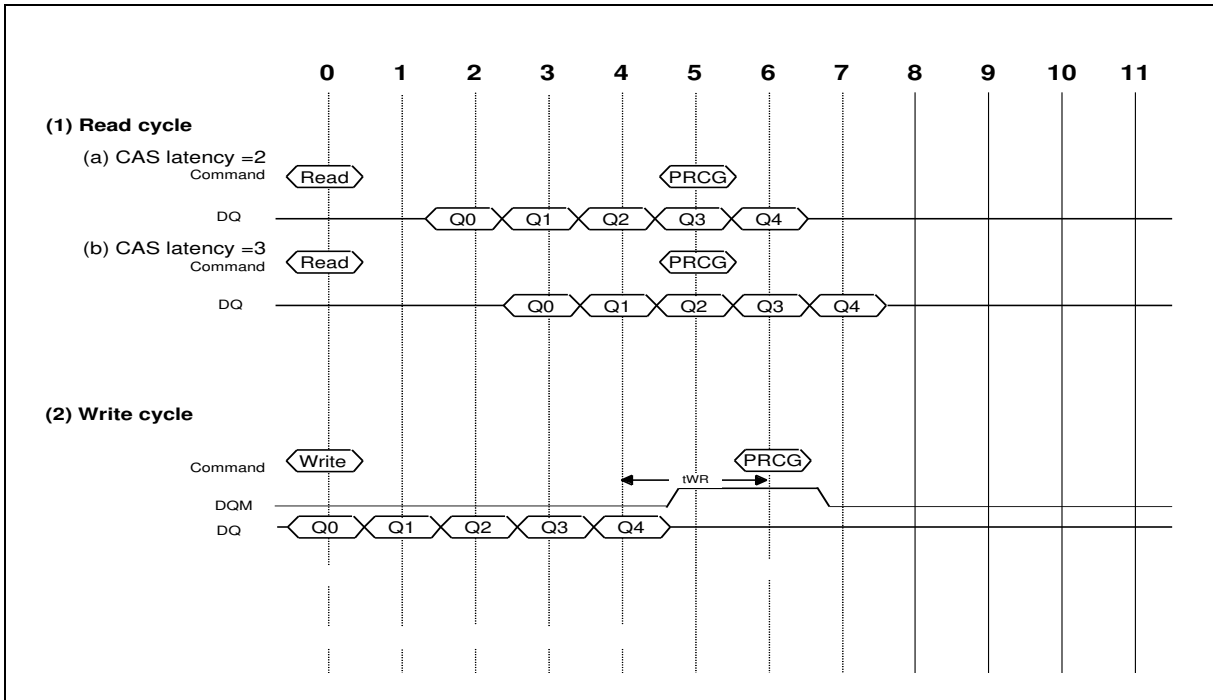 0 1 2 3 4 5 6 7 8 9 10 11
(1) Read cycle
(a) CAS latency =2
Command Read PRCG
DQ Q0 Q1 Q2 Q3 Q4
(b) CAS latency =3
Command Read PRCG
DQ Q0 Q1 Q2 Q3 Q4
(2) Write cycle
Command Write PRCG
tWR
DQM
DQ Q0 Q1 Q2 Q3 Q4